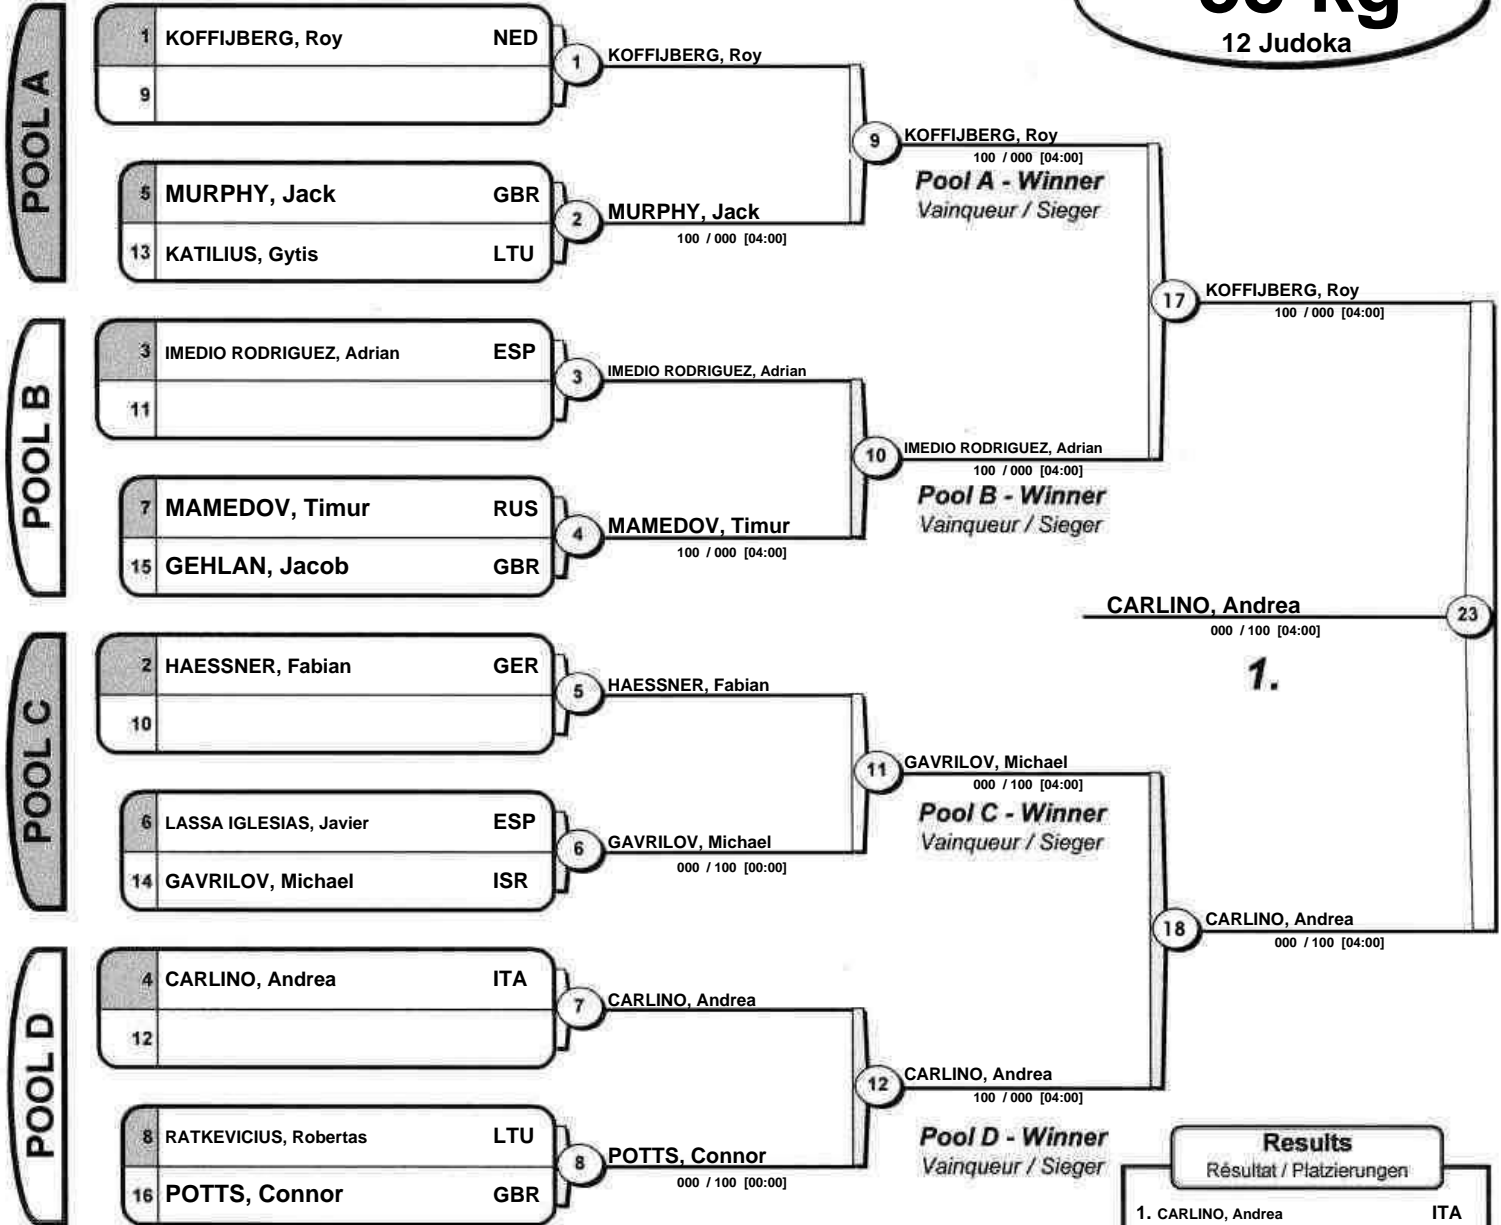 kg
12 Judoka
POOL A
1 KOFFIJBERG, Roy NED
9
1 KOFFIJBERG, Roy
5 MURPHY, Jack GBR
13 KATILIUS, Gytis LTU
2 MURPHY, Jack
100 / 000 [04:00]
9 KOFFIJBERG, Roy
100 / 000 [04:00]
Pool A - Winner
Vainqueur / Sieger
POOL B
3 IMEDIO RODRIGUEZ, Adrian ESP
11
3 IMEDIO RODRIGUEZ, Adrian
7 MAMEDOV, Timur RUS
15 GEHLAN, Jacob GBR
4 MAMEDOV, Timur
100 / 000 [04:00]
10 IMEDIO RODRIGUEZ, Adrian
100 / 000 [04:00]
Pool B - Winner
Vainqueur / Sieger
17 KOFFIJBERG, Roy
100 / 000 [04:00]
CARLINO, Andrea 23
000 / 100 [04:00]
1.
POOL C
2 HAESSNER, Fabian GER
10
5 HAESSNER, Fabian
6 LASSA IGLESIAS, Javier ESP
14 GAVRILOV, Michael ISR
6 GAVRILOV, Michael
000 / 100 [00:00]
11 GAVRILOV, Michael
000 / 100 [04:00]
Pool C - Winner
Vainqueur / Sieger
18 CARLINO, Andrea
000 / 100 [04:00]
POOL D
4 CARLINO, Andrea ITA
12
7 CARLINO, Andrea
8 RATKEVICIUS, Robertas LTU
16 POTTS, Connor GBR
8 POTTS, Connor
000 / 100 [00:00]
12 CARLINO, Andrea
100 / 000 [04:00]
Pool D - Winner
Vainqueur / Sieger
Results
Résultat / Platzierungen
1. CARLINO, Andrea ITA